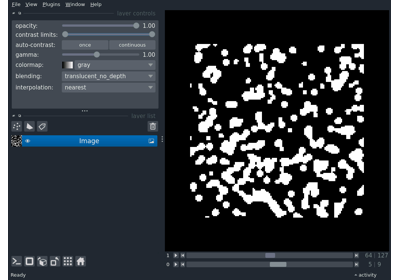 File View Plugins Window Help
layer controls
opacity: 1.00
contrast limits:
auto-contrast: once continuous
gamma: 1.00
colormap: gray
blending: translucent_no_depth
interpolation: nearest
layer list
Image
1 64 127
0 5 9
Ready activity